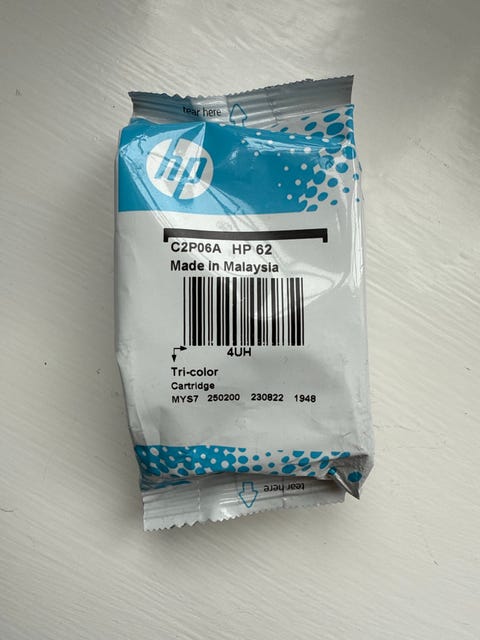 tear here
hp
C2P06A HP 62
Made in Malaysia
4UH
Tri-color
Cartridge
MYS7 250200 230822 1948
tear here